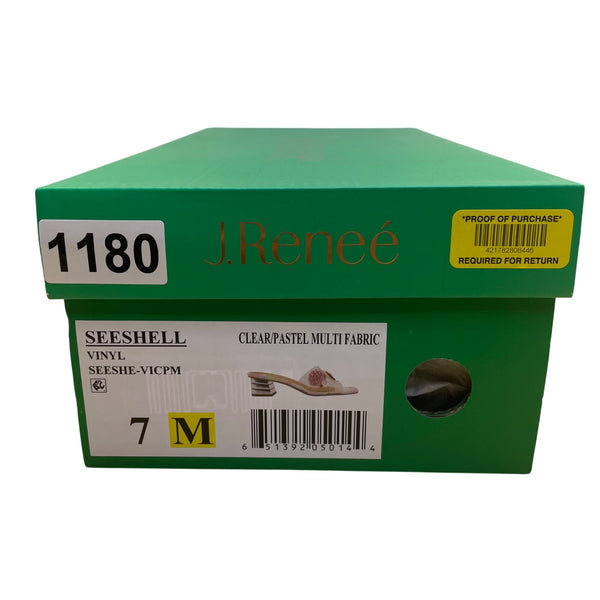 J.Reneé
1180
*PROOF OF PURCHASE*
421782808446
REQUIRED FOR RETURN
SEESHELL
VINYL
SEESHE-VICPM
CLEAR/PASTEL MULTI FABRIC
7 M
6 51392 05014 4